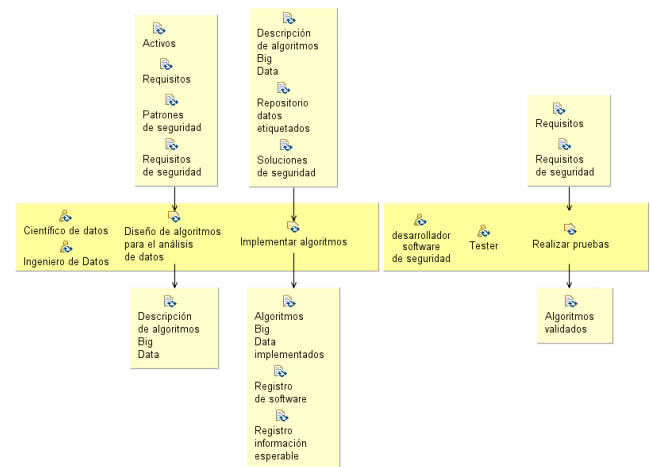 Activos
Requisitos
Patrones
de seguridad
Requisitos
de seguridad
Descripción
de algoritmos
Big
Data
Repositorio
datos
etiquetados
Soluciones
de seguridad
Requisitos
Requisitos
de seguridad
Científico de datos
Ingeniero de Datos
Diseño de algoritmos
para el análisis
de datos
Implementar algoritmos
desarrollador
software
de seguridad
Tester
Realizar pruebas
Descripción
de algoritmos
Big
Data
Algoritmos
Big
Data
implementados
Registro
de software
Registro
información
esperable
Algoritmos
validados